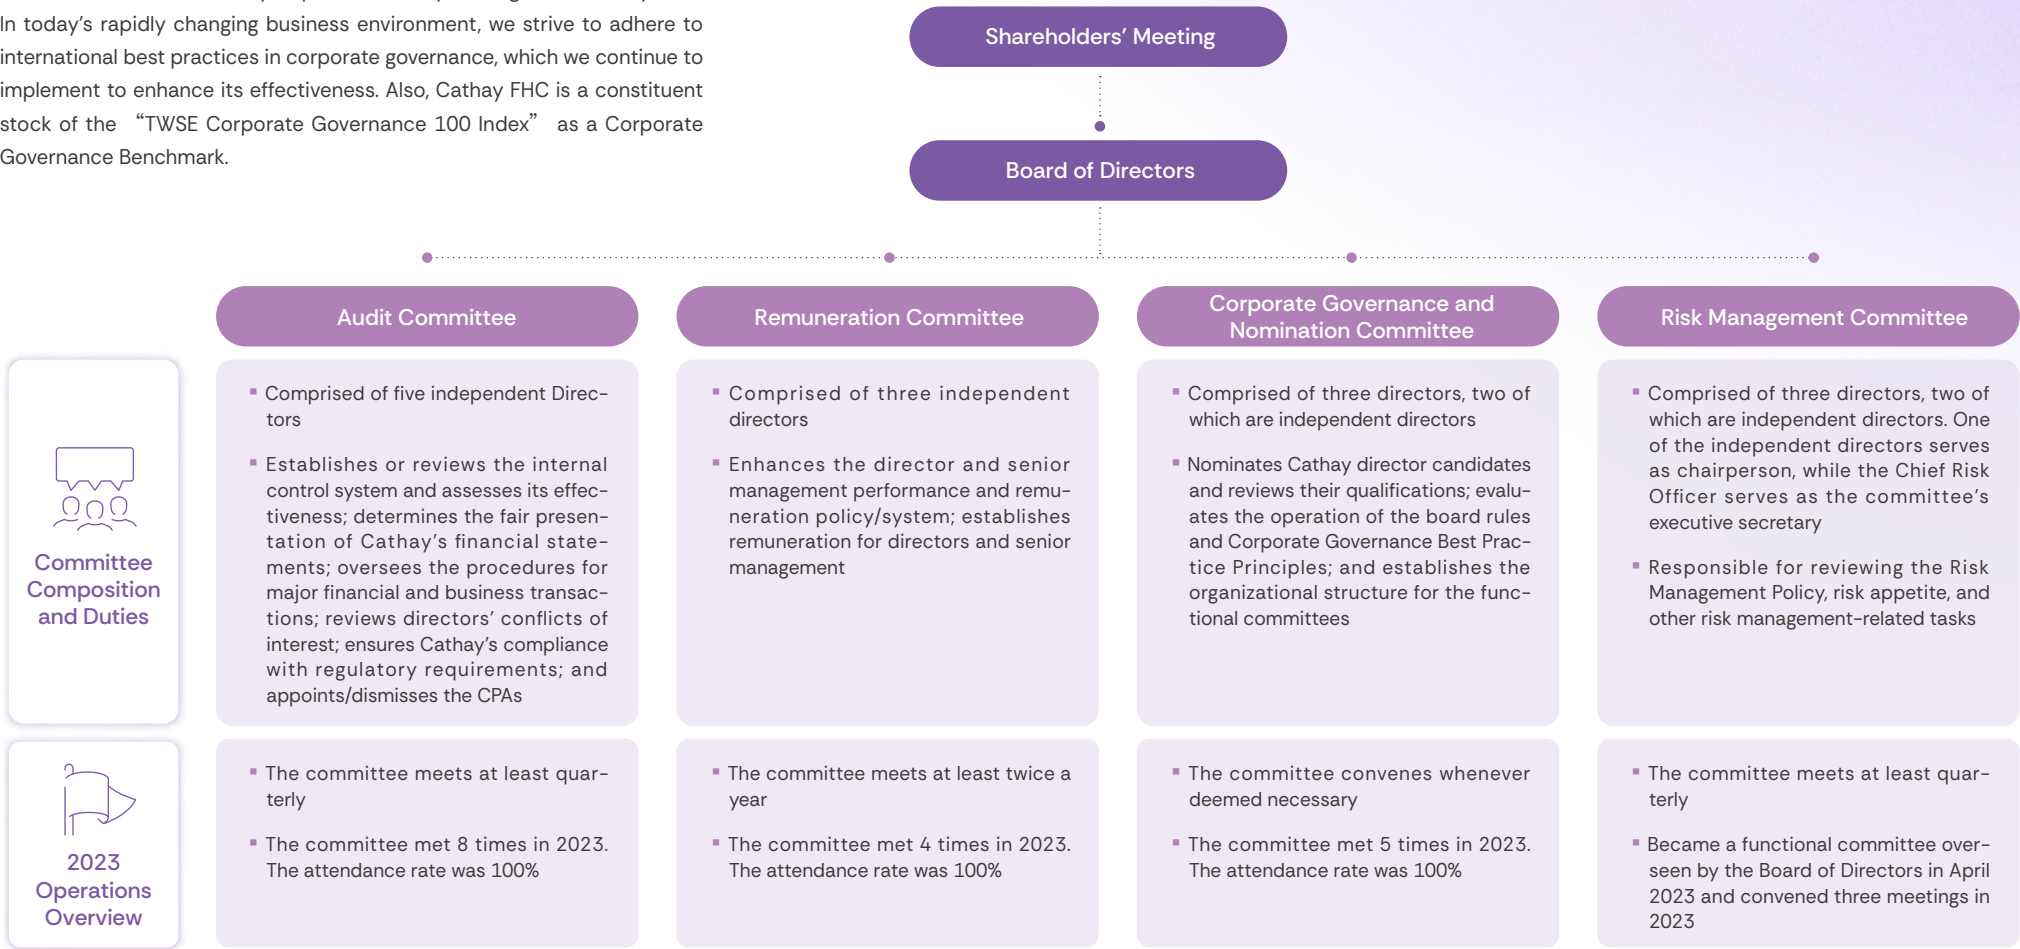 In today's rapidly changing business environment, we strive to adhere to
international best practices in corporate governance, which we continue to
implement to enhance its effectiveness. Also, Cathay FHC is a constituent
stock of the “TWSE Corporate Governance 100 Index” as a Corporate
Governance Benchmark.
Shareholders' Meeting
Board of Directors
Audit Committee
Remuneration Committee
Corporate Governance and
Nomination Committee
Risk Management Committee
Committee
Composition
and Duties
▪ Comprised of five independent Direc-
tors
▪ Establishes or reviews the internal
control system and assesses its effec-
tiveness; determines the fair presen-
tation of Cathay's financial state-
ments; oversees the procedures for
major financial and business transac-
tions; reviews directors' conflicts of
interest; ensures Cathay's compliance
with regulatory requirements; and
appoints/dismisses the CPAs
▪ Comprised of three independent
directors
▪ Enhances the director and senior
management performance and remu-
neration policy/system; establishes
remuneration for directors and senior
management
▪ Comprised of three directors, two of
which are independent directors
▪ Nominates Cathay director candidates
and reviews their qualifications; evalu-
ates the operation of the board rules
and Corporate Governance Best Prac-
tice Principles; and establishes the
organizational structure for the func-
tional committees
▪ Comprised of three directors, two of
which are independent directors. One
of the independent directors serves
as chairperson, while the Chief Risk
Officer serves as the committee's
executive secretary
▪ Responsible for reviewing the Risk
Management Policy, risk appetite, and
other risk management-related tasks
2023
Operations
Overview
▪ The committee meets at least quar-
terly
▪ The committee met 8 times in 2023.
The attendance rate was 100%
▪ The committee meets at least twice a
year
▪ The committee met 4 times in 2023.
The attendance rate was 100%
▪ The committee convenes whenever
deemed necessary
▪ The committee met 5 times in 2023.
The attendance rate was 100%
▪ The committee meets at least quar-
terly
▪ Became a functional committee over-
seen by the Board of Directors in April
2023 and convened three meetings in
2023